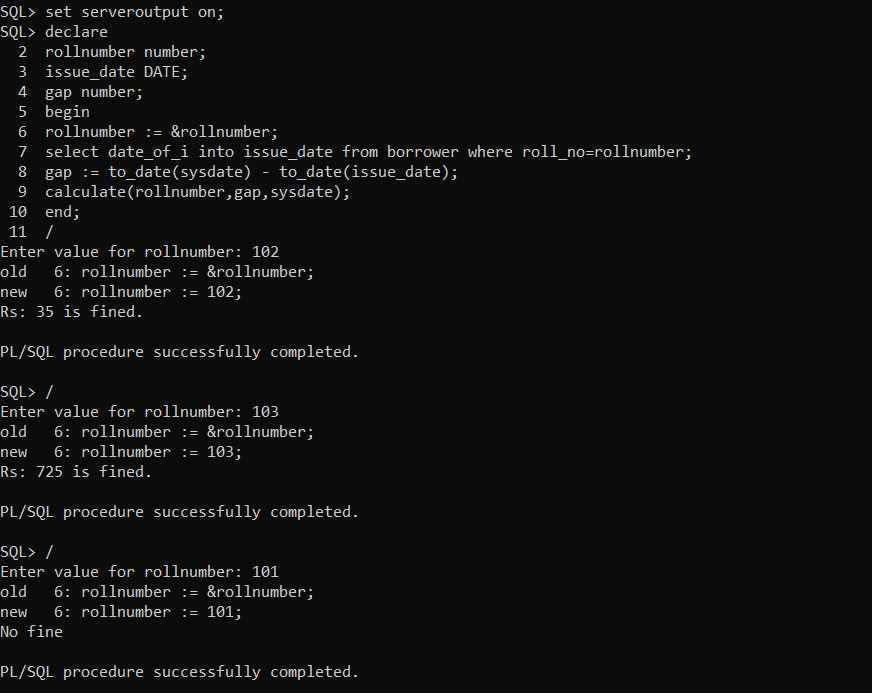 SQL> set serveroutput on;
SQL> declare
  2  rollnumber number;
  3  issue_date DATE;
  4  gap number;
  5  begin
  6  rollnumber := &rollnumber;
  7  select date_of_i into issue_date from borrower where roll_no=rollnumber;
  8  gap := to_date(sysdate) - to_date(issue_date);
  9  calculate(rollnumber,gap,sysdate);
 10  end;
 11  /
Enter value for rollnumber: 102
old   6: rollnumber := &rollnumber;
new   6: rollnumber := 102;
Rs: 35 is fined.

PL/SQL procedure successfully completed.

SQL> /
Enter value for rollnumber: 103
old   6: rollnumber := &rollnumber;
new   6: rollnumber := 103;
Rs: 725 is fined.

PL/SQL procedure successfully completed.

SQL> /
Enter value for rollnumber: 101
old   6: rollnumber := &rollnumber;
new   6: rollnumber := 101;
No fine

PL/SQL procedure successfully completed.